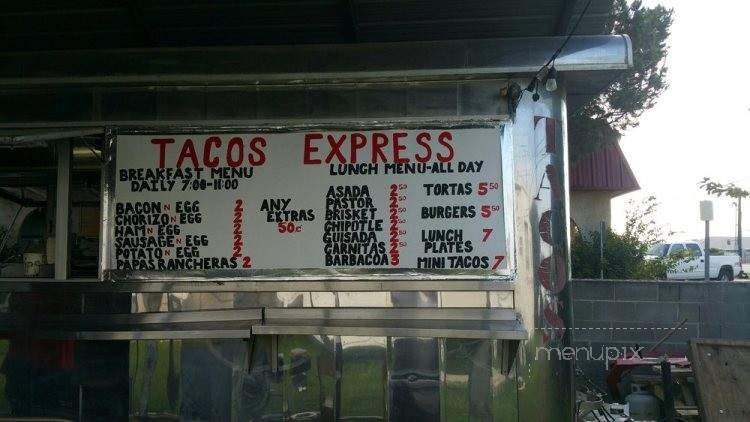 TACOS EXPRESS
BREAKFAST MENU
DAILY 7:00-11:00
BACON N EGG 2
CHORIZO N EGG 2
HAM N EGG 2
SAUSAGE N EGG 2
POTATO N EGG 2
PAPAS RANCHERAS 2
ANY
EXTRAS
50¢
LUNCH MENU-ALL DAY
ASADA 2 50
PASTOR 2 50
BRISKET 2 50
CHIPOTLE 2 50
GUISADA 2 50
CARNITAS 2 50
BARBACOA 3
TORTAS 5 50
BURGERS 5 50
LUNCH
PLATES 7
MINI TACOS 7
TACOS
menupix